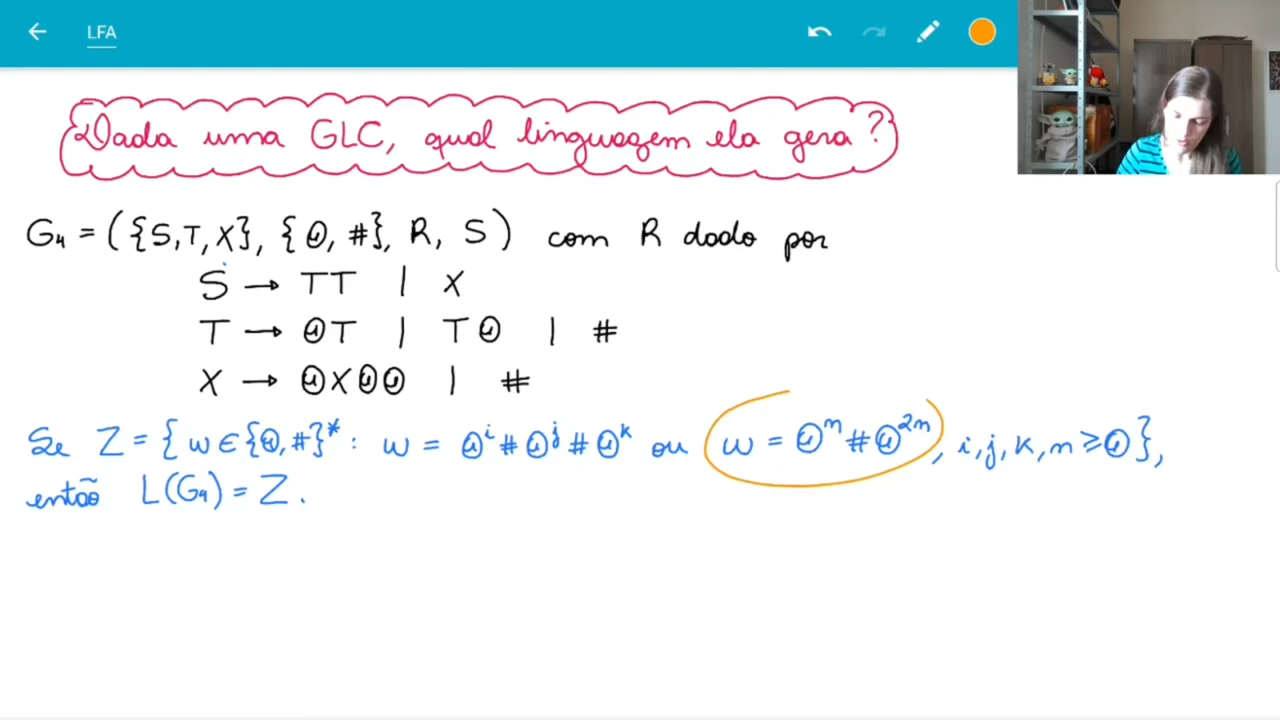 LFA
Dada uma GLC, qual linguagem ela gera?
G₄ = ({S,T,X}, {0, #}, R, S) com R dado por
S → TT | X
T → 0T | T0 | #
X → 0X00 | #
Se Z = { w ∈ {0,#}*: w = 0ⁱ#0ʲ#0ᵏ ou w = 0ⁿ#0²ⁿ, i,j,k,n ≥ 0},
então L(G₄) = Z.